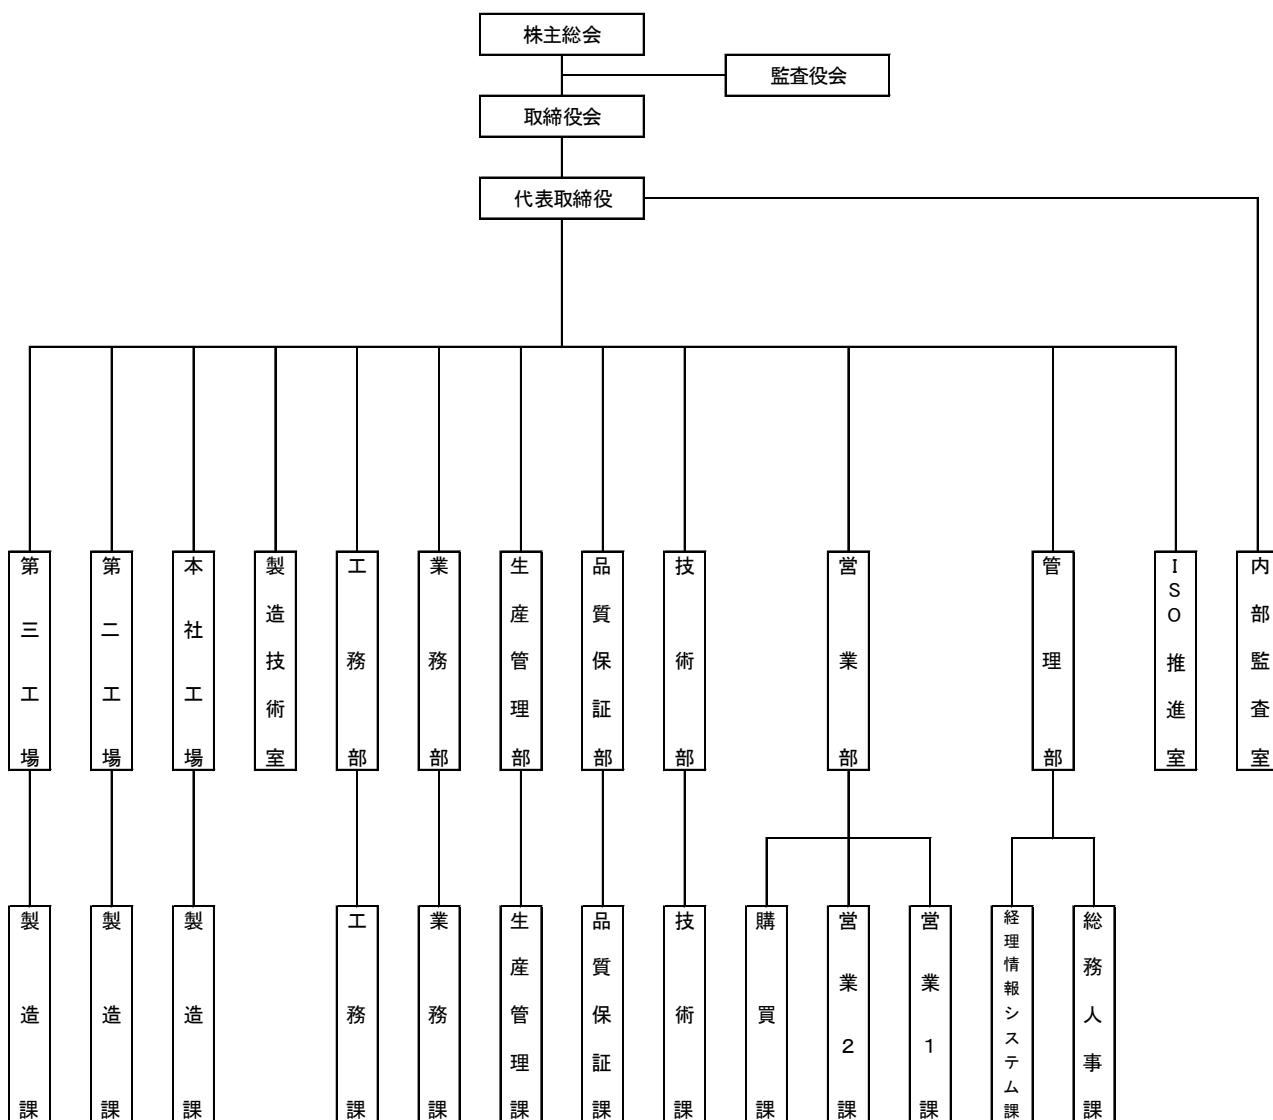 株主総会
監査役会
取締役会
代表取締役
第三工場
第二工場
本社工場
製造技術室
工務部
業務部
生産管理部
品質保証部
技術部
営業部
管理部
ISO推進室
内部監査室
製造課
製造課
製造課
工務課
業務課
生産管理課
品質保証課
技術課
購買課
営業2課
営業1課
経理情報システム課
総務人事課